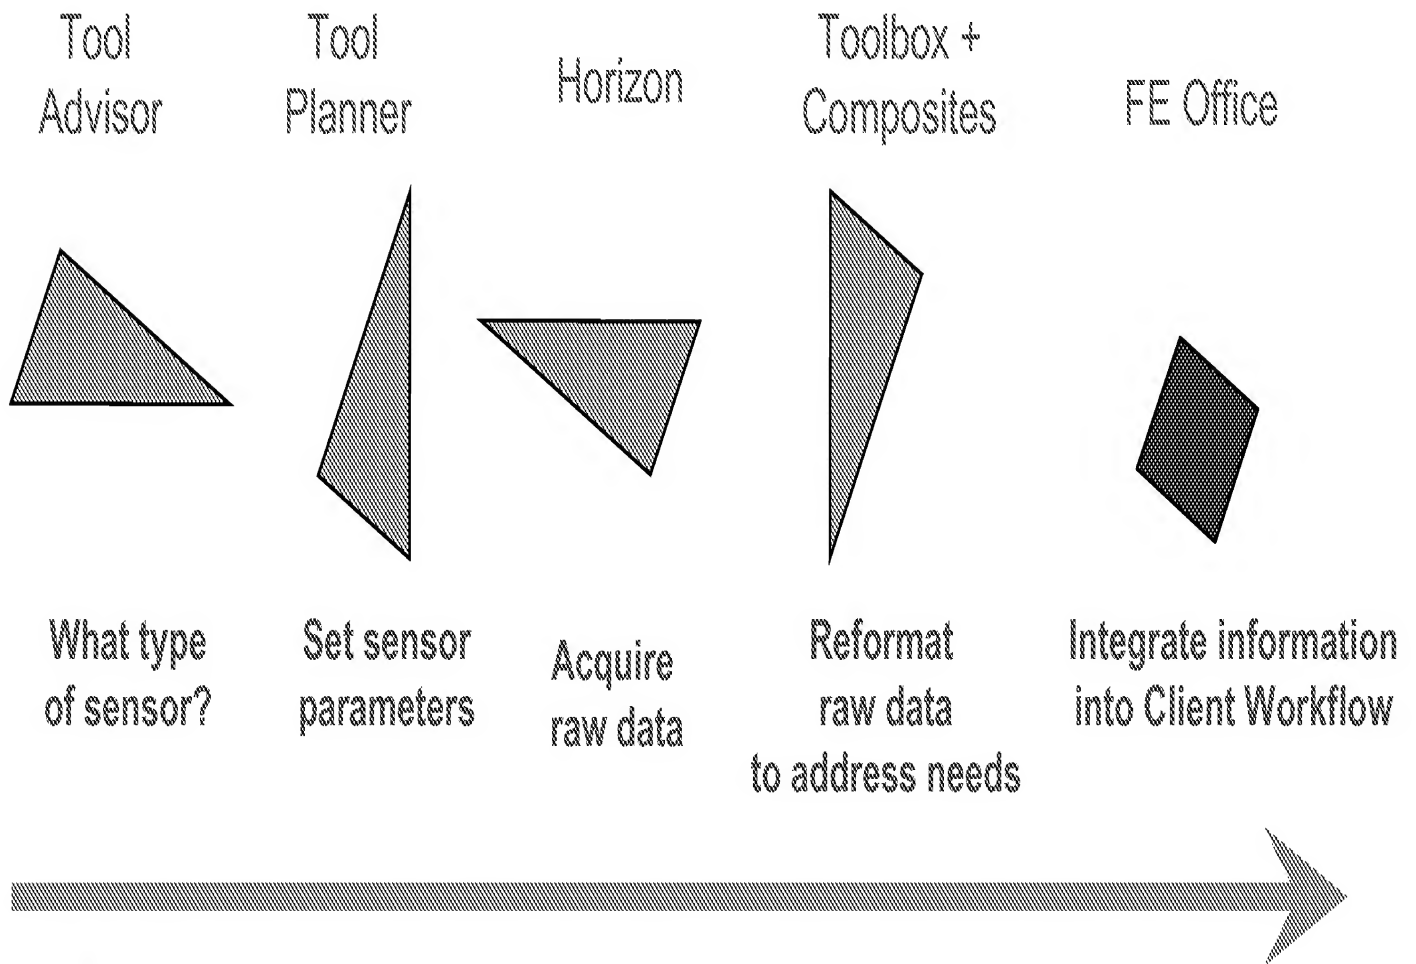 Tool
Advisor
Tool
Planner
Horizon
Toolbox +
Composites
FE Office
What type
of sensor?
Set sensor
parameters
Acquire
raw data
Reformat
raw data
to address needs
Integrate information
into Client Workflow